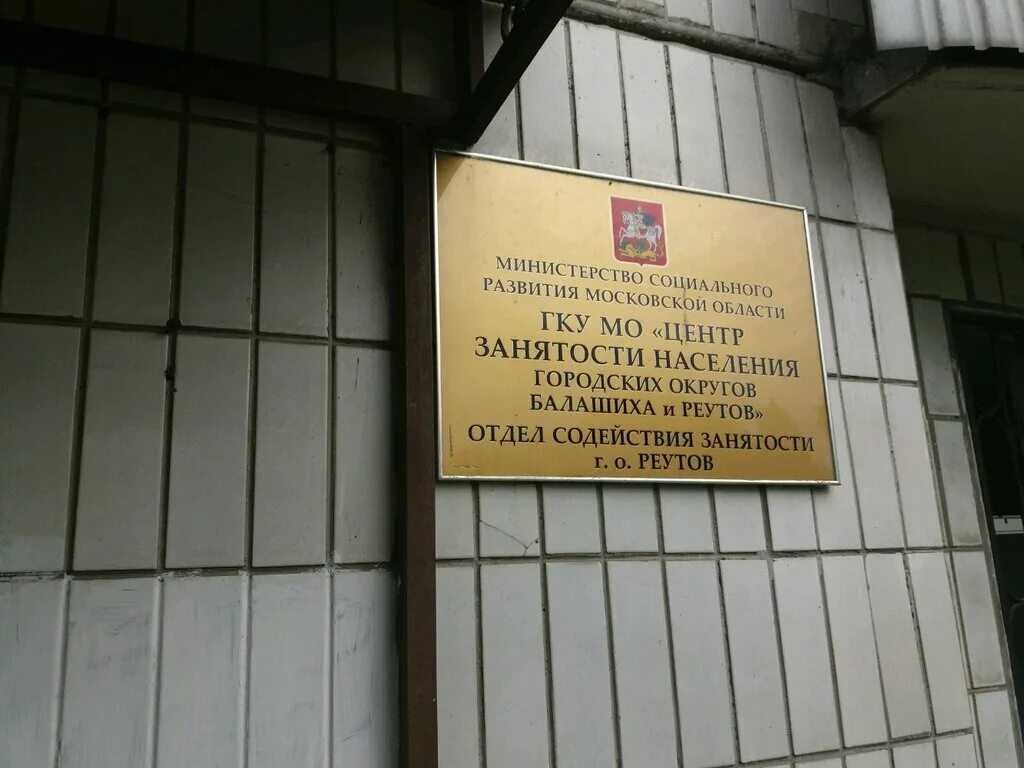 МИНИСТЕРСТВО СОЦИАЛЬНОГО
РАЗВИТИЯ МОСКОВСКОЙ ОБЛАСТИ
ГКУ МО «ЦЕНТР
ЗАНЯТОСТИ НАСЕЛЕНИЯ
ГОРОДСКИХ ОКРУГОВ
БАЛАШИХА и РЕУТОВ»
ОТДЕЛ СОДЕЙСТВИЯ ЗАНЯТОСТИ
г. о. РЕУТОВ